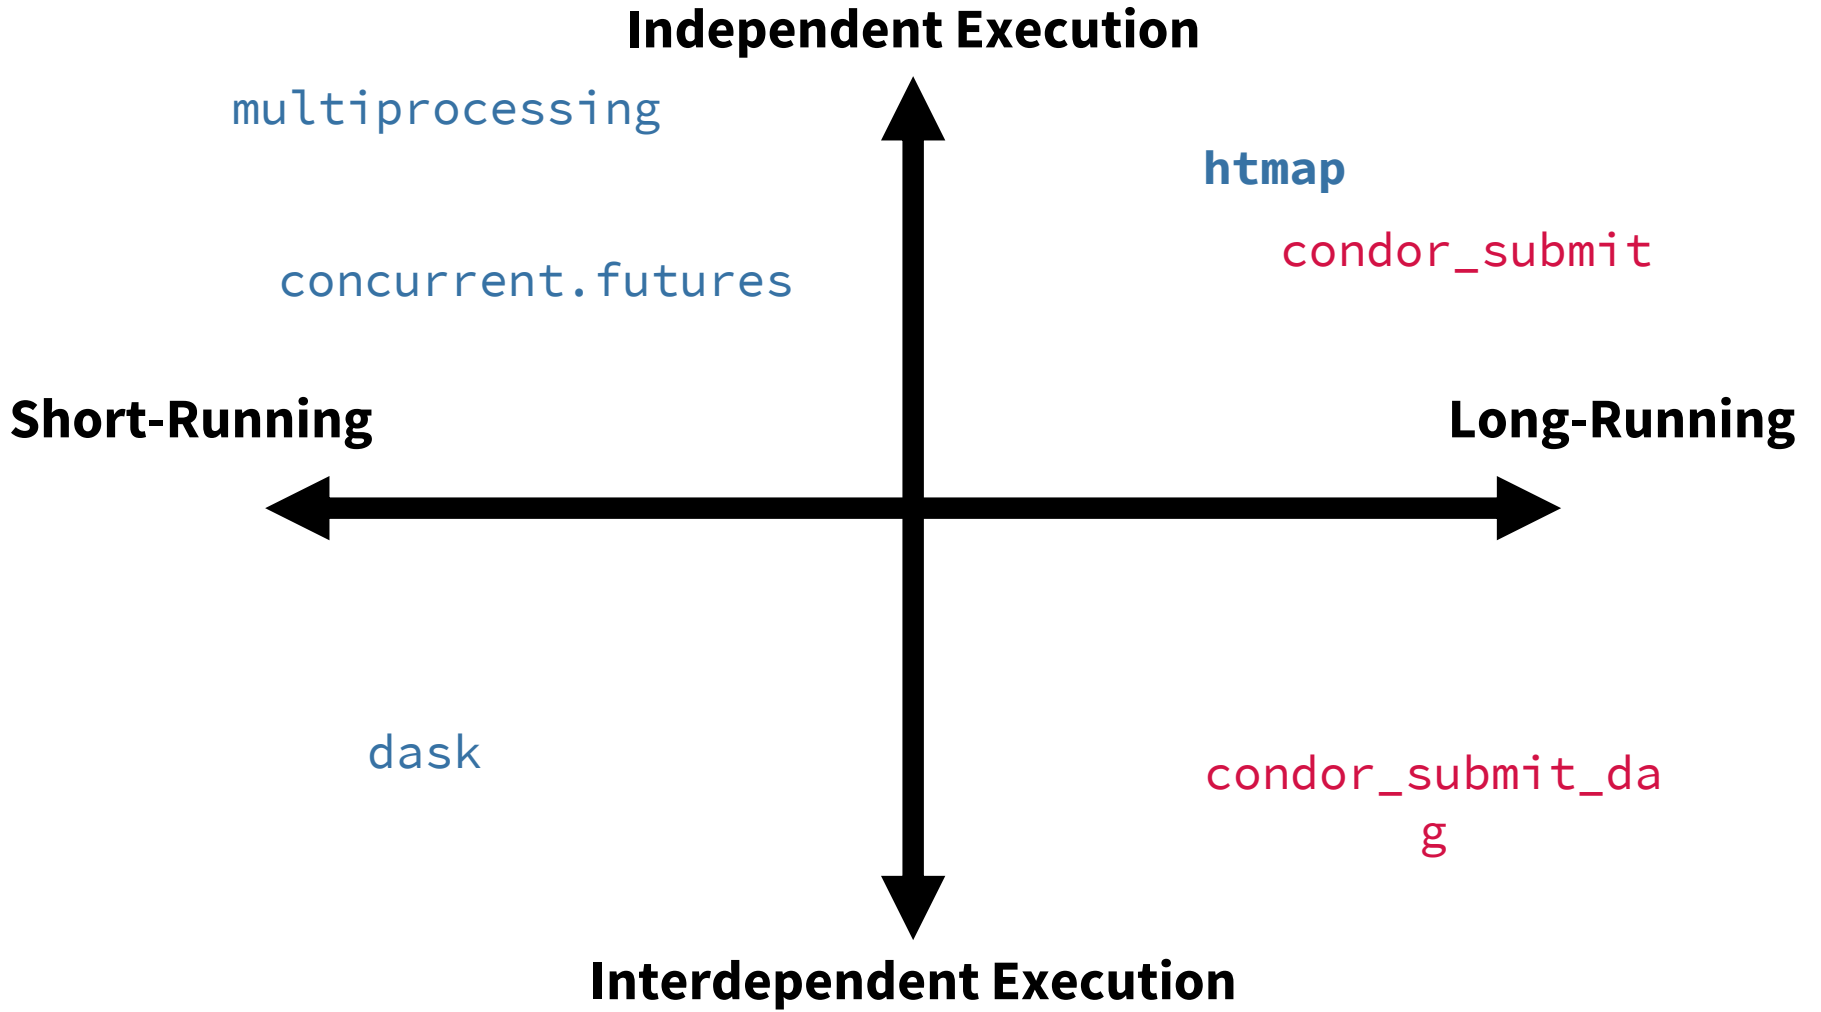 Independent Execution
multiprocessing
htmap
condor_submit
concurrent.futures
Short-Running
Long-Running
dask
condor_submit_da
g
Interdependent Execution